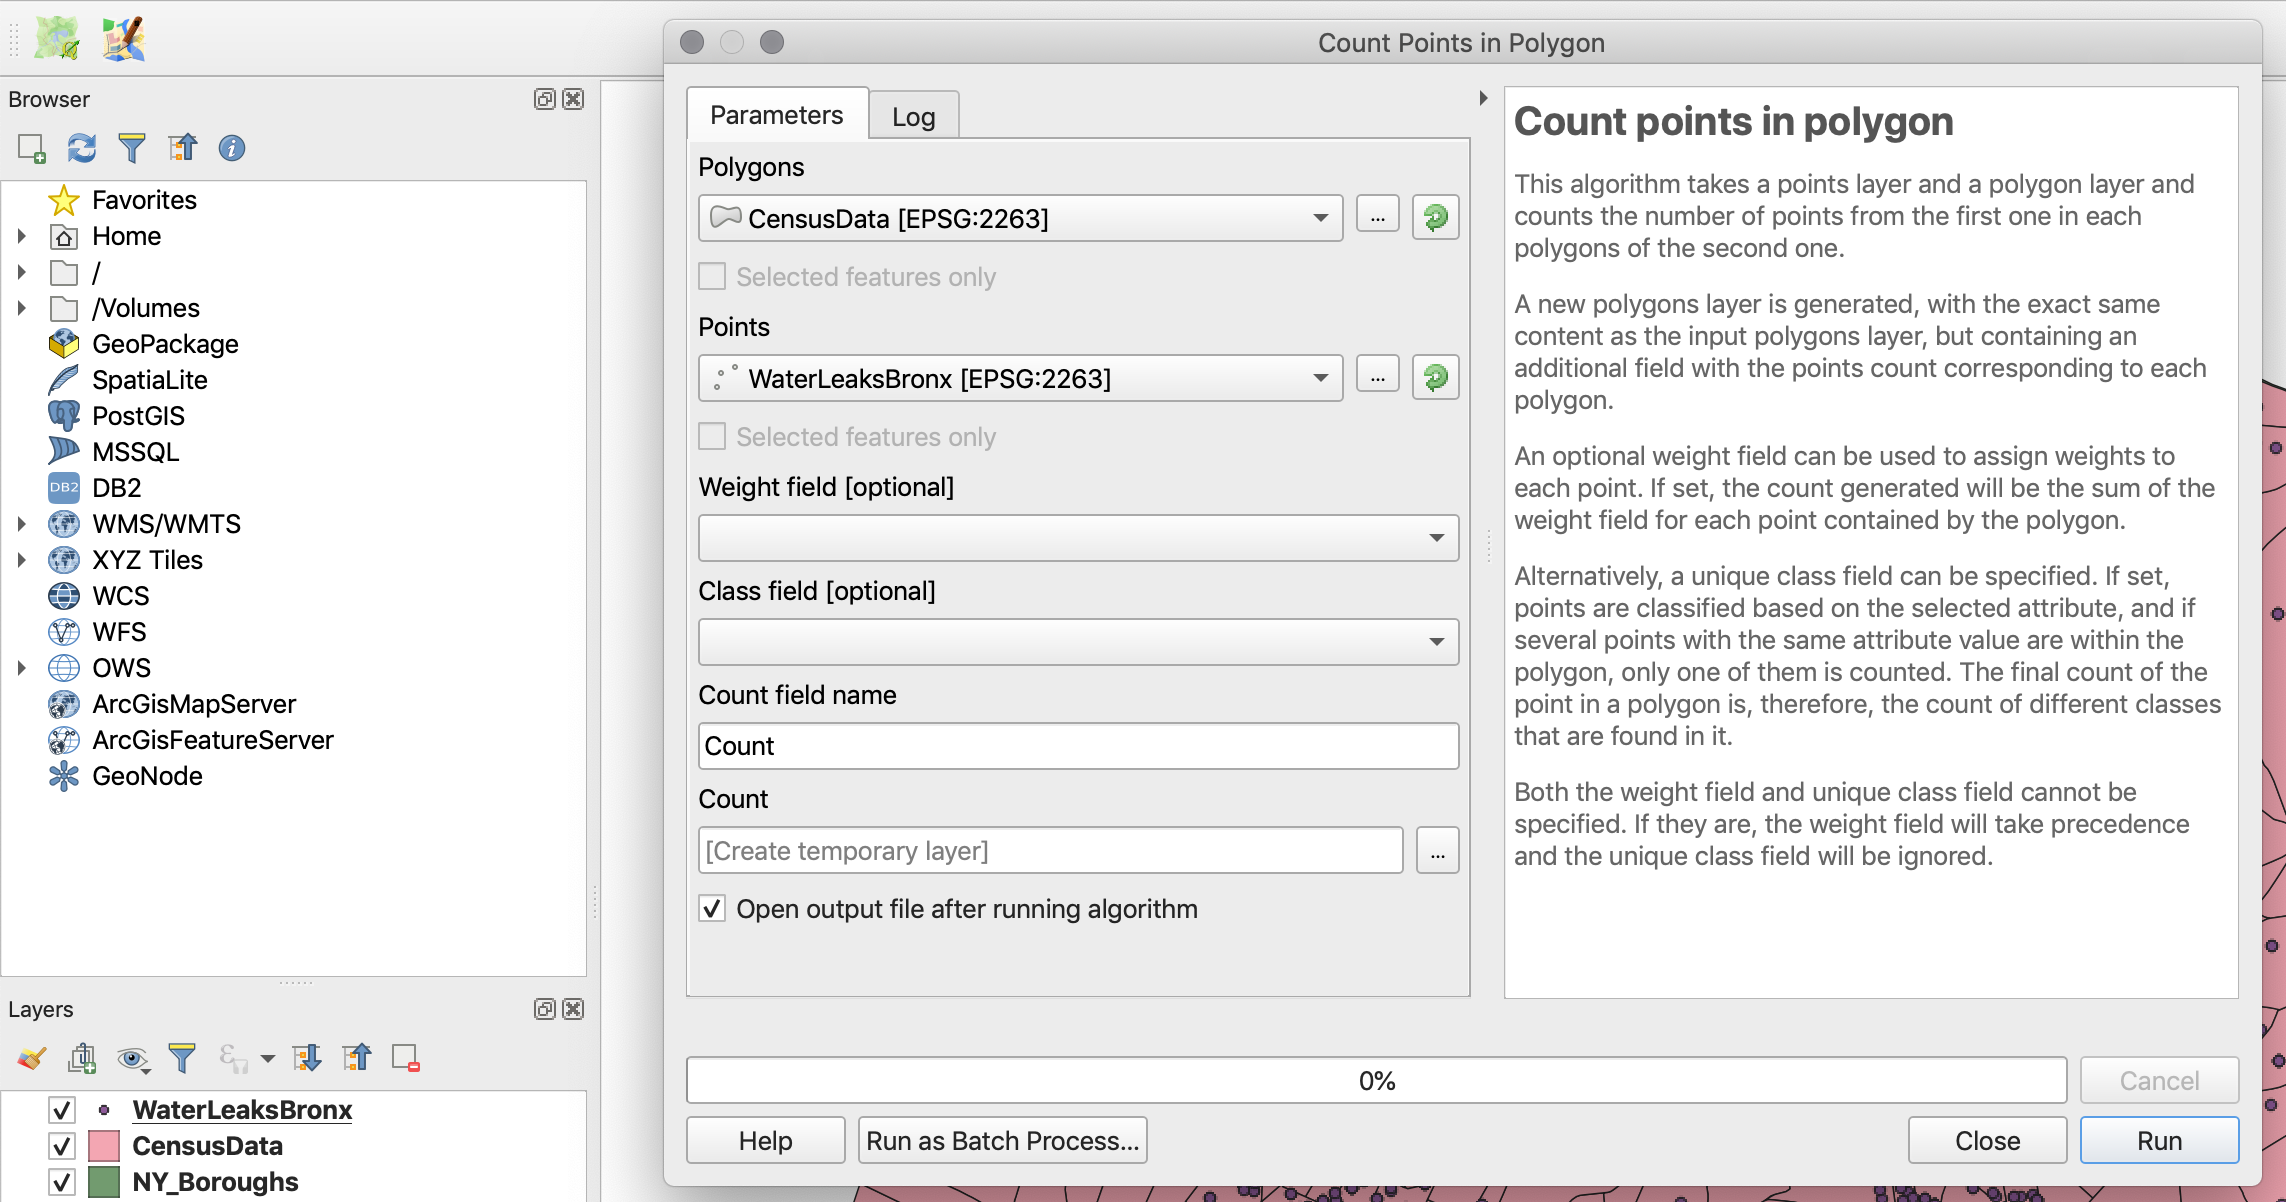 Count Points in Polygon
Browser
Favorites
Home
/
/Volumes
GeoPackage
SpatiaLite
PostGIS
MSSQL
DB2 DB2
WMS/WMTS
XYZ Tiles
WCS
WFS
OWS
ArcGisMapServer
ArcGisFeatureServer
GeoNode
Layers
WaterLeaksBronx
CensusData
NY_Boroughs
Parameters Log
Polygons
CensusData [EPSG:2263] ...
Selected features only
Points
WaterLeaksBronx [EPSG:2263] ...
Selected features only
Weight field [optional]
Class field [optional]
Count field name
Count
Count
[Create temporary layer] ...
Open output file after running algorithm
Count points in polygon
This algorithm takes a points layer and a polygon layer and
counts the number of points from the first one in each
polygons of the second one.
A new polygons layer is generated, with the exact same
content as the input polygons layer, but containing an
additional field with the points count corresponding to each
polygon.
An optional weight field can be used to assign weights to
each point. If set, the count generated will be the sum of the
weight field for each point contained by the polygon.
Alternatively, a unique class field can be specified. If set,
points are classified based on the selected attribute, and if
several points with the same attribute value are within the
polygon, only one of them is counted. The final count of the
point in a polygon is, therefore, the count of different classes
that are found in it.
Both the weight field and unique class field cannot be
specified. If they are, the weight field will take precedence
and the unique class field will be ignored.
0% Cancel
Help Run as Batch Process... Close Run